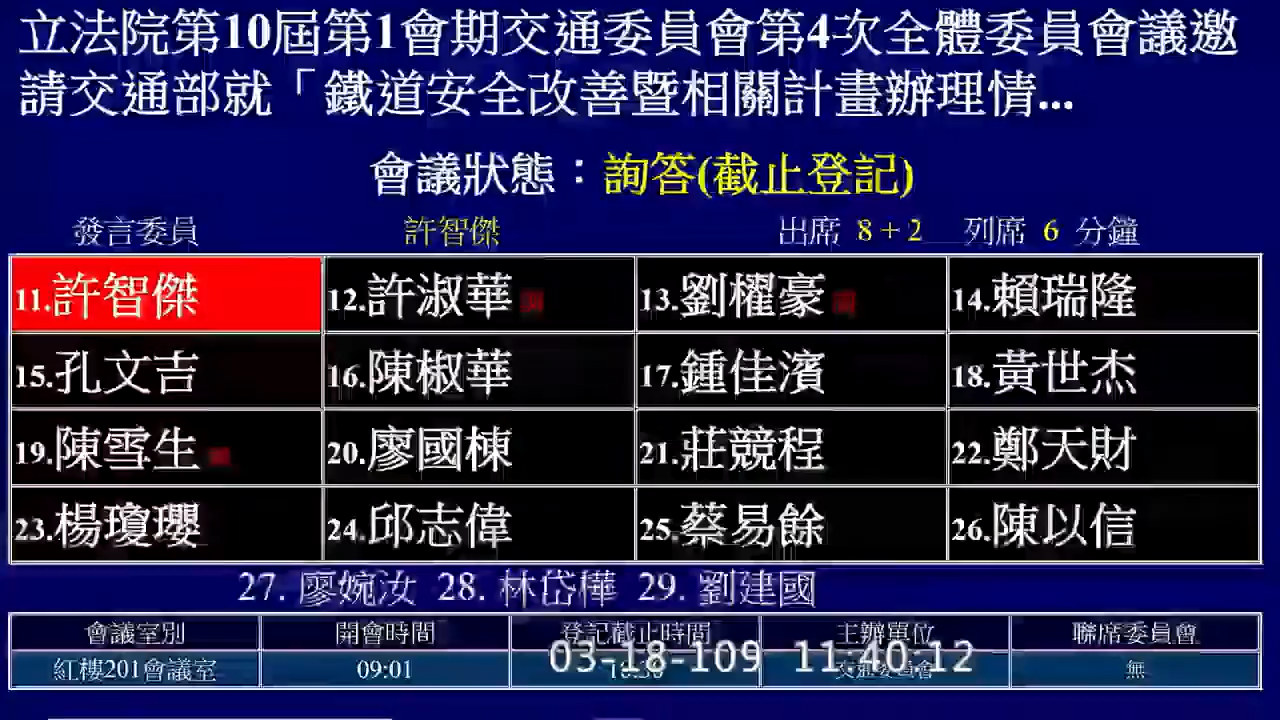 立法院第10屆第1會期交通委員會第4次全體委員會議邀
請交通部就「鐵道安全改善暨相關計畫辦理情...
會議狀態：詢答(截止登記)
發言委員 許智傑 出席 8+2 列席 6 分鐘
11.許智傑 12.許淑華 13.劉櫂豪 14.賴瑞隆
15.孔文吉 16.陳椒華 17.鍾佳濱 18.黃世杰
19.陳雪生 20.廖國棟 21.莊競程 22.鄭天財
23.楊瓊瓔 24.邱志偉 25.蔡易餘 26.陳以信
27. 廖婉汝 28. 林岱樺 29. 劉建國
會議室別 開會時間 登記截止時間 主辦單位 聯席委員會
紅樓201會議室 09:01 10:30 交通委員會 無
03-18-109 11:40:12